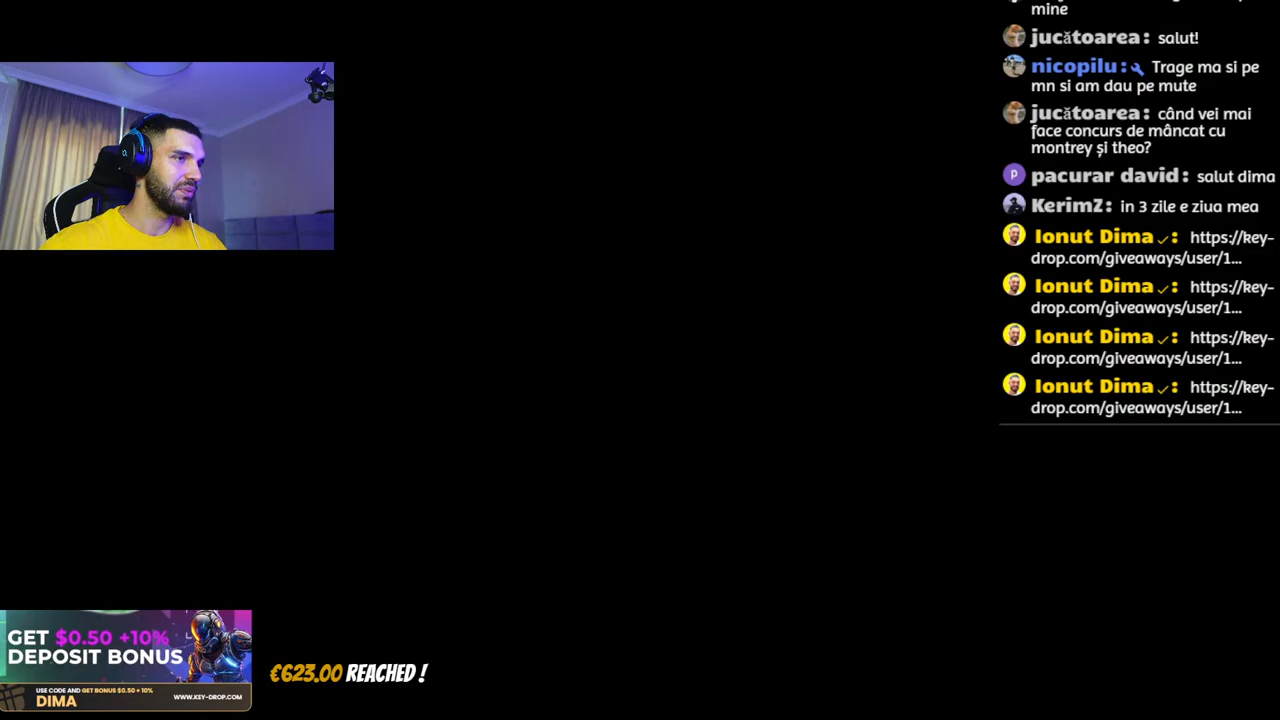 mine
jucătoarea: salut!
nicopilu: Trage ma si pe
mn si am dau pe mute
jucătoarea: când vei mai
face concurs de mâncat cu
montrey și theo?
pacurar david: salut dima
KerimZ: in 3 zile e ziua mea
Ionut Dima: https://key-
drop.com/giveaways/user/1...
Ionut Dima: https://key-
drop.com/giveaways/user/1...
Ionut Dima: https://key-
drop.com/giveaways/user/1...
Ionut Dima: https://key-
drop.com/giveaways/user/1...
GET $0.50 +10%
DEPOSIT BONUS
USE CODE AND GET BONUS $0.50 + 10%
DIMA
WWW.KEY-DROP.COM
€623.00 REACHED !